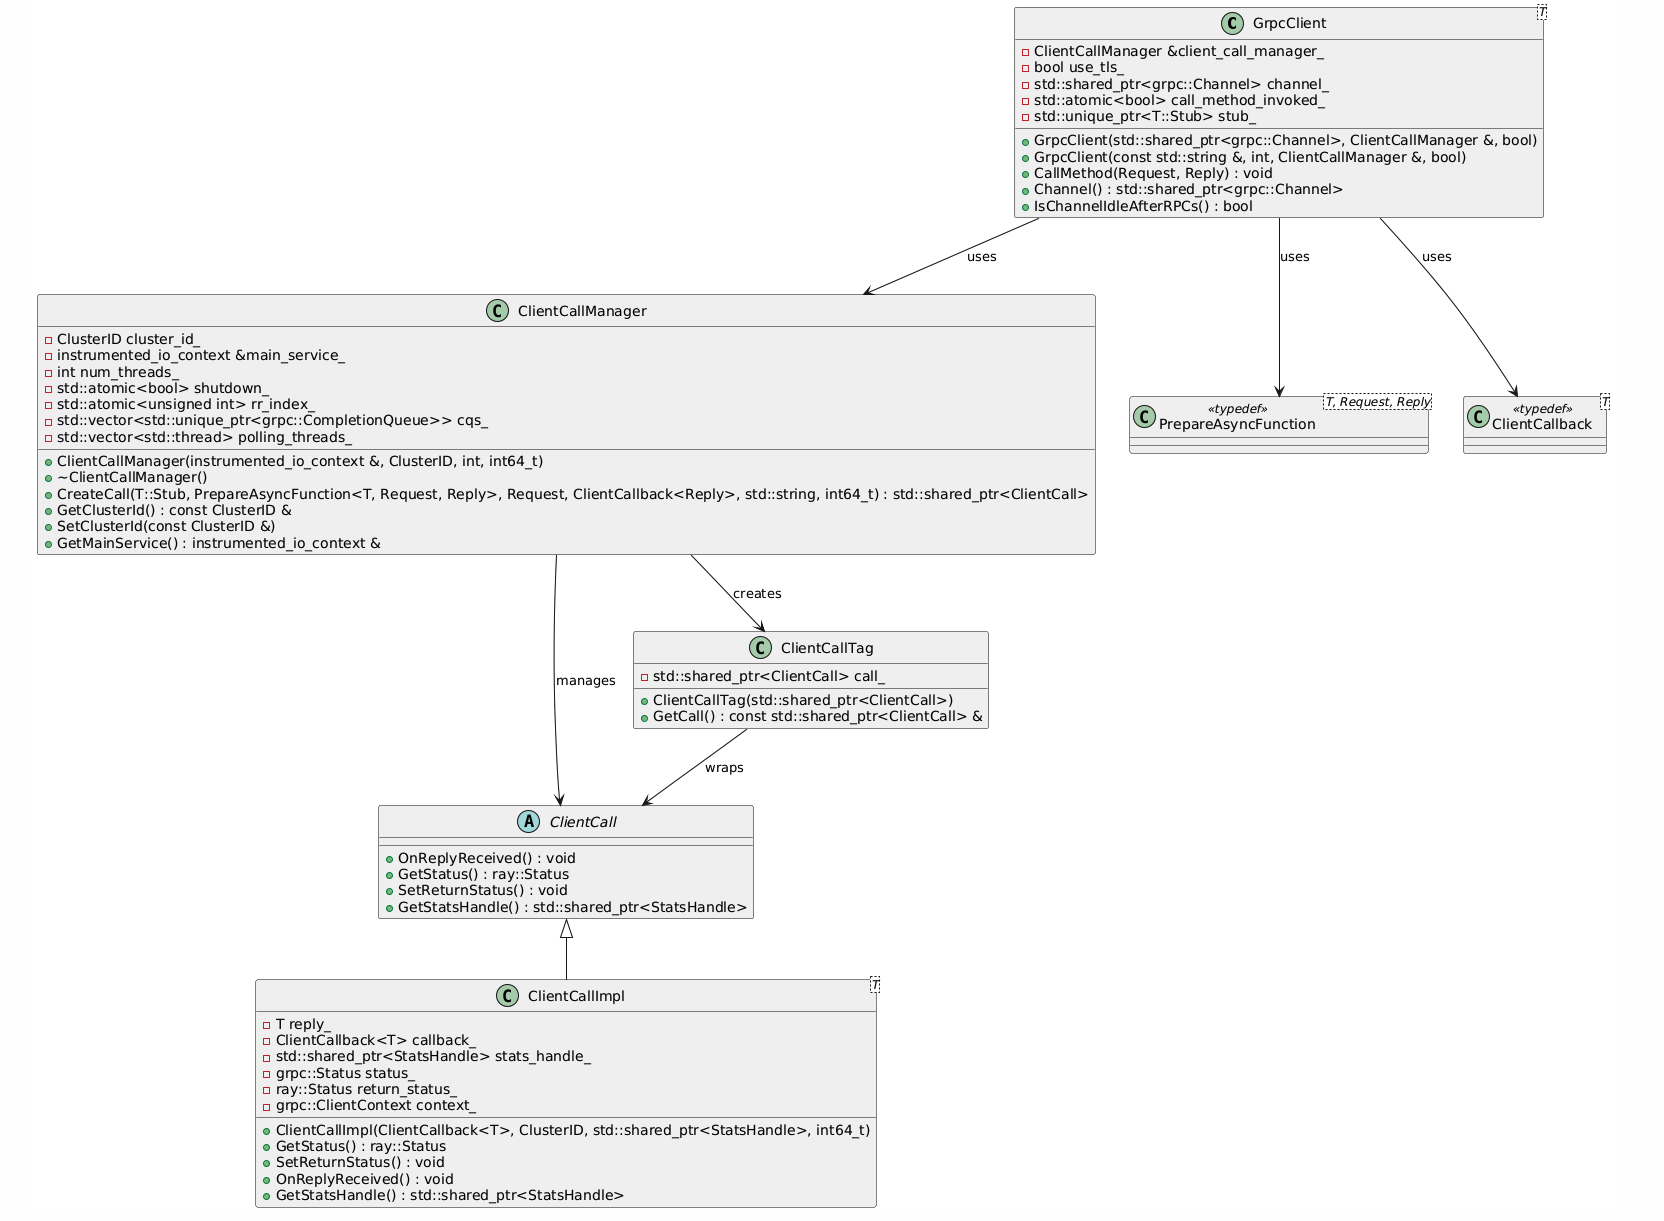 C GrpcClient T
ClientCallManager &client_call_manager_
bool use_tls_
std::shared_ptr<grpc::Channel> channel_
std::atomic<bool> call_method_invoked_
std::unique_ptr<T::Stub> stub_
GrpcClient(std::shared_ptr<grpc::Channel>, ClientCallManager &, bool)
GrpcClient(const std::string &, int, ClientCallManager &, bool)
CallMethod(Request, Reply) : void
Channel() : std::shared_ptr<grpc::Channel>
IsChannelIdleAfterRPCs() : bool
uses
uses
uses
C ClientCallManager
ClusterID cluster_id_
instrumented_io_context &main_service_
int num_threads_
std::atomic<bool> shutdown_
std::atomic<unsigned int> rr_index_
std::vector<std::unique_ptr<grpc::CompletionQueue>> cqs_
std::vector<std::thread> polling_threads_
ClientCallManager(instrumented_io_context &, ClusterID, int, int64_t)
~ClientCallManager()
CreateCall(T::Stub, PrepareAsyncFunction<T, Request, Reply>, Request, ClientCallback<Reply>, std::string, int64_t) : std::shared_ptr<ClientCall>
GetClusterId() : const ClusterID &
SetClusterId(const ClusterID &)
GetMainService() : instrumented_io_context &
T, Request, Reply
C «typedef»
PrepareAsyncFunction
T
C «typedef»
ClientCallback
creates
manages
C ClientCallTag
std::shared_ptr<ClientCall> call_
ClientCallTag(std::shared_ptr<ClientCall>)
GetCall() : const std::shared_ptr<ClientCall> &
wraps
A ClientCall
OnReplyReceived() : void
GetStatus() : ray::Status
SetReturnStatus() : void
GetStatsHandle() : std::shared_ptr<StatsHandle>
C ClientCallImpl T
T reply_
ClientCallback<T> callback_
std::shared_ptr<StatsHandle> stats_handle_
grpc::Status status_
ray::Status return_status_
grpc::ClientContext context_
ClientCallImpl(ClientCallback<T>, ClusterID, std::shared_ptr<StatsHandle>, int64_t)
GetStatus() : ray::Status
SetReturnStatus() : void
OnReplyReceived() : void
GetStatsHandle() : std::shared_ptr<StatsHandle>